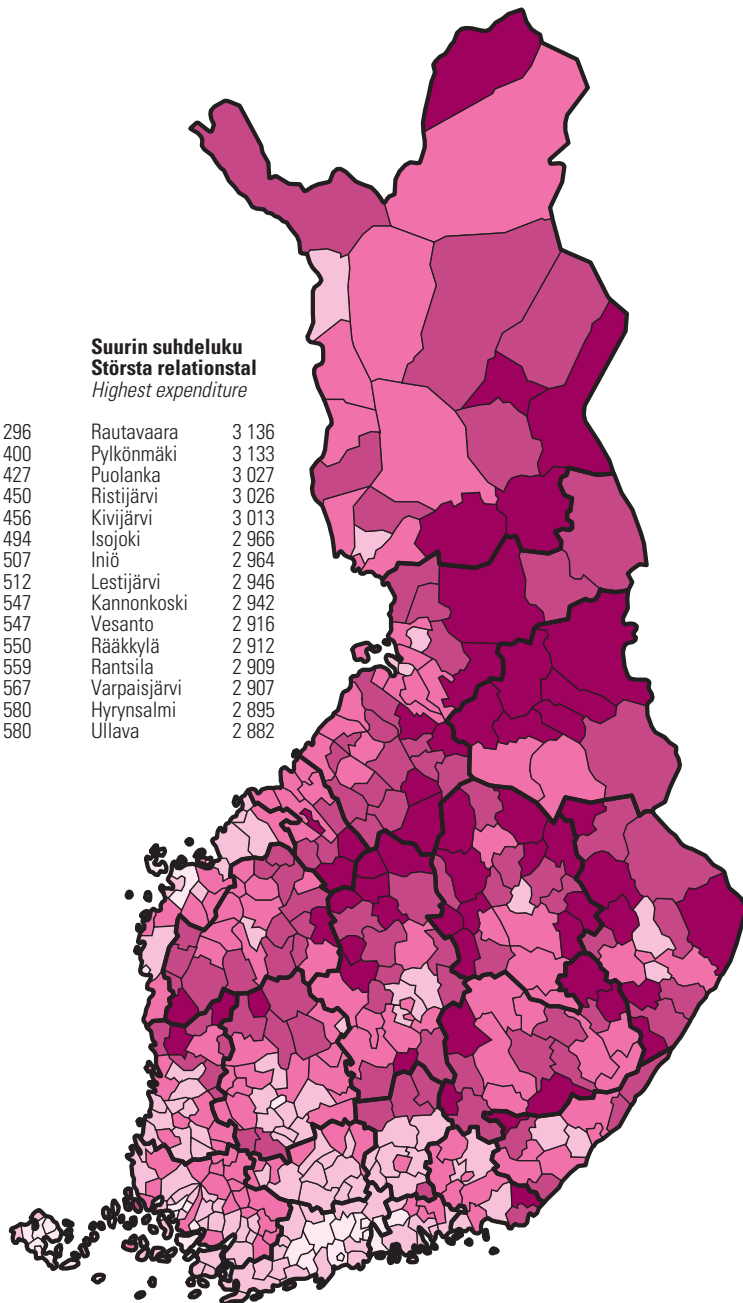 Suurin suhdeluku
Största relationstal
Highest expenditure
296 Rautavaara 3 136
400 Pylkönmäki 3 133
427 Puolanka 3 027
450 Ristijärvi 3 026
456 Kivijärvi 3 013
494 Isojoki 2 966
507 Iniö 2 964
512 Lestijärvi 2 946
547 Kannonkoski 2 942
547 Vesanto 2 916
550 Rääkkylä 2 912
559 Rantsila 2 909
567 Varpaisjärvi 2 907
580 Hyrynsalmi 2 895
580 Ullava 2 882